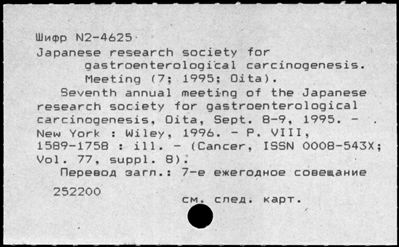 Шифр N2-4625
Japanese research society for
gastroenterological carcinogenesis.
Meeting (7; 1995; Oita).
Seventh annual meeting of the Japanese
research society for gastroenterological
carcinogenesis, Oita, Sept. 8-9, 1995. -
New York : Wiley, 1996. - P. VIII,
1589-1758 : ill. - (Cancer, ISSN 0008-543X;
Vol. 77, suppl. 8).
Перевод загл.: 7-е ежегодное совещание
252200
см. след. карт.